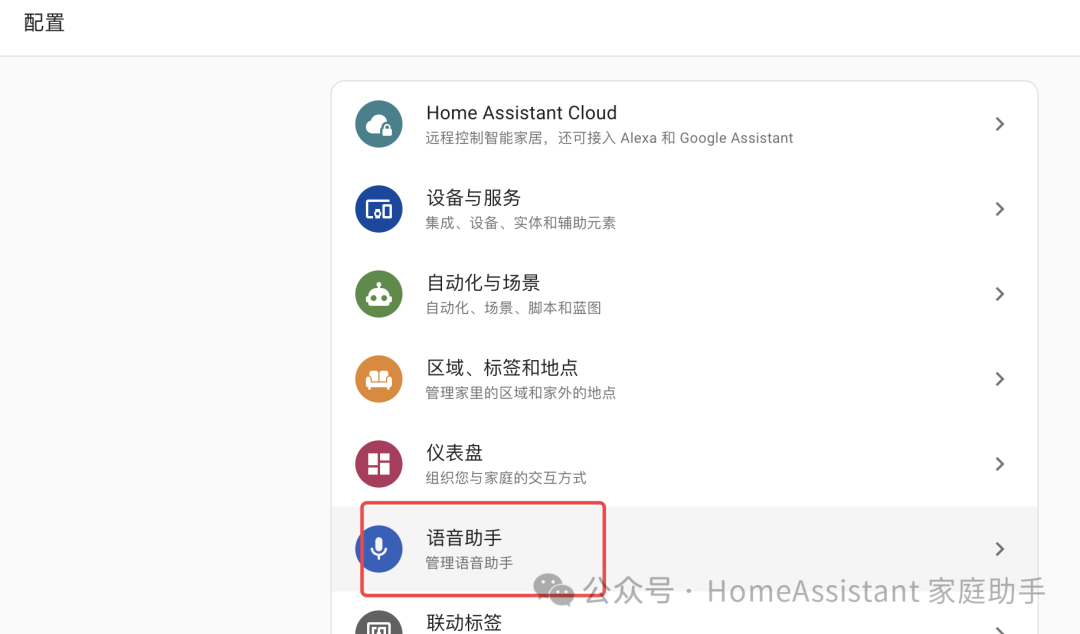 配置
Home Assistant Cloud
远程控制智能家居，还可接入 Alexa 和 Google Assistant
设备与服务
集成、设备、实体和辅助元素
自动化与场景
自动化、场景、脚本和蓝图
区域、标签和地点
管理家里的区域和家外的地点
仪表盘
组织您与家庭的交互方式
语音助手
管理语音助手
公众号 · HomeAssistant 家庭助手
联动标签